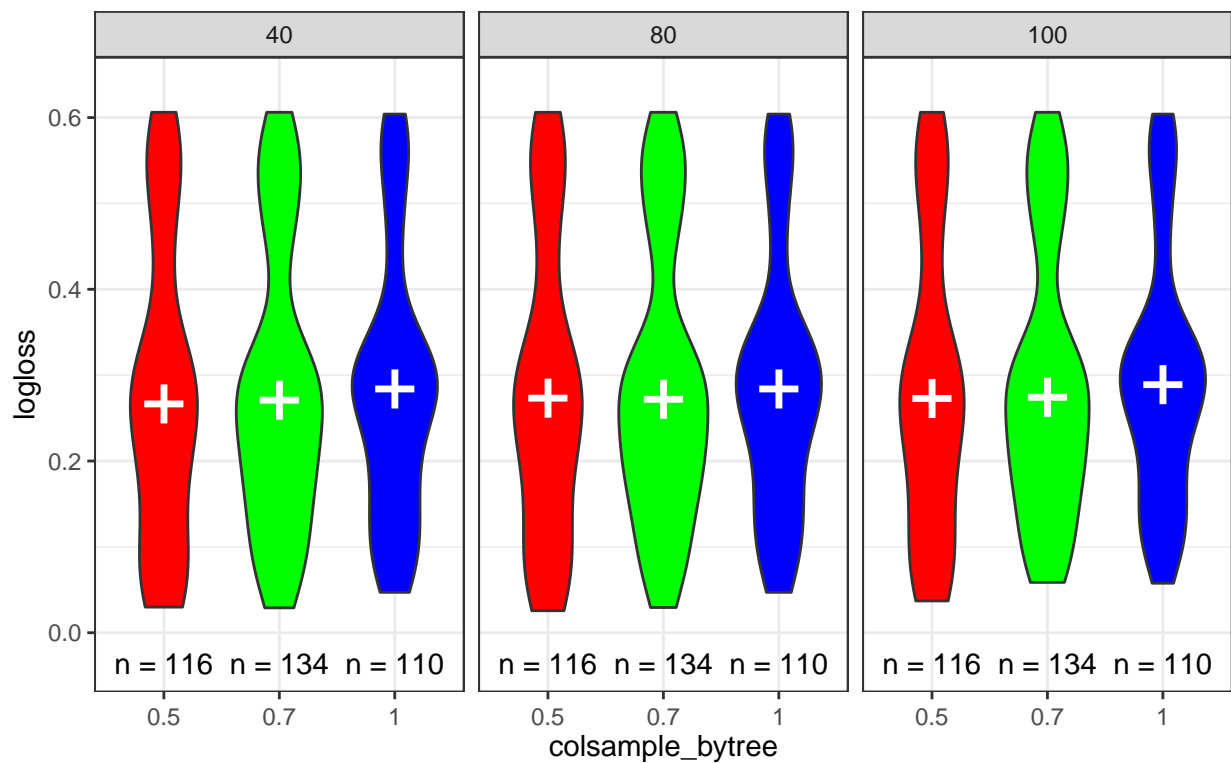 40 80 100
logloss
0.6
0.4
0.2
0.0
n = 116 n = 134 n = 110 n = 116 n = 134 n = 110 n = 116 n = 134 n = 110
0.5 0.7 1 0.5 0.7 1 0.5 0.7 1
colsample_bytree